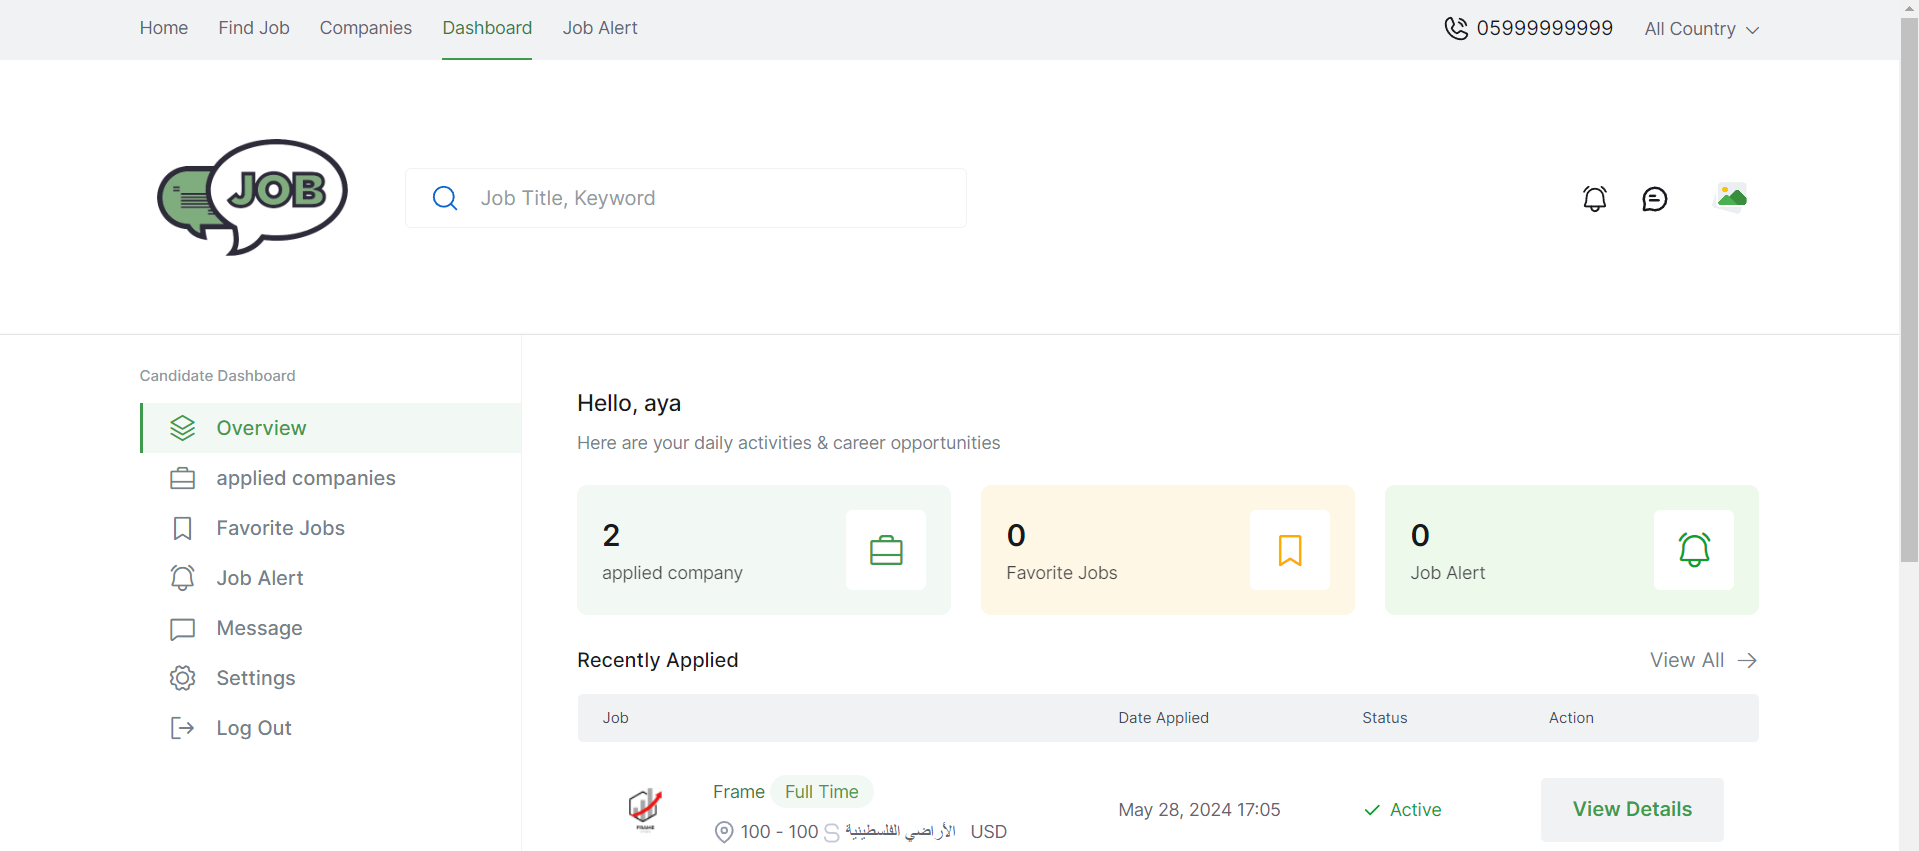 Home Find Job Companies Dashboard Job Alert 05999999999 All Country
JOB
Job Title, Keyword
Candidate Dashboard
Overview
applied companies
Favorite Jobs
Job Alert
Message
Settings
Log Out
Hello, aya
Here are your daily activities & career opportunities
2
applied company
0
Favorite Jobs
0
Job Alert
Recently Applied View All
Job Date Applied Status Action
Frame Full Time
100 - 100 الأراضي الفلسطينية USD
May 28, 2024 17:05 Active View Details
FRAME